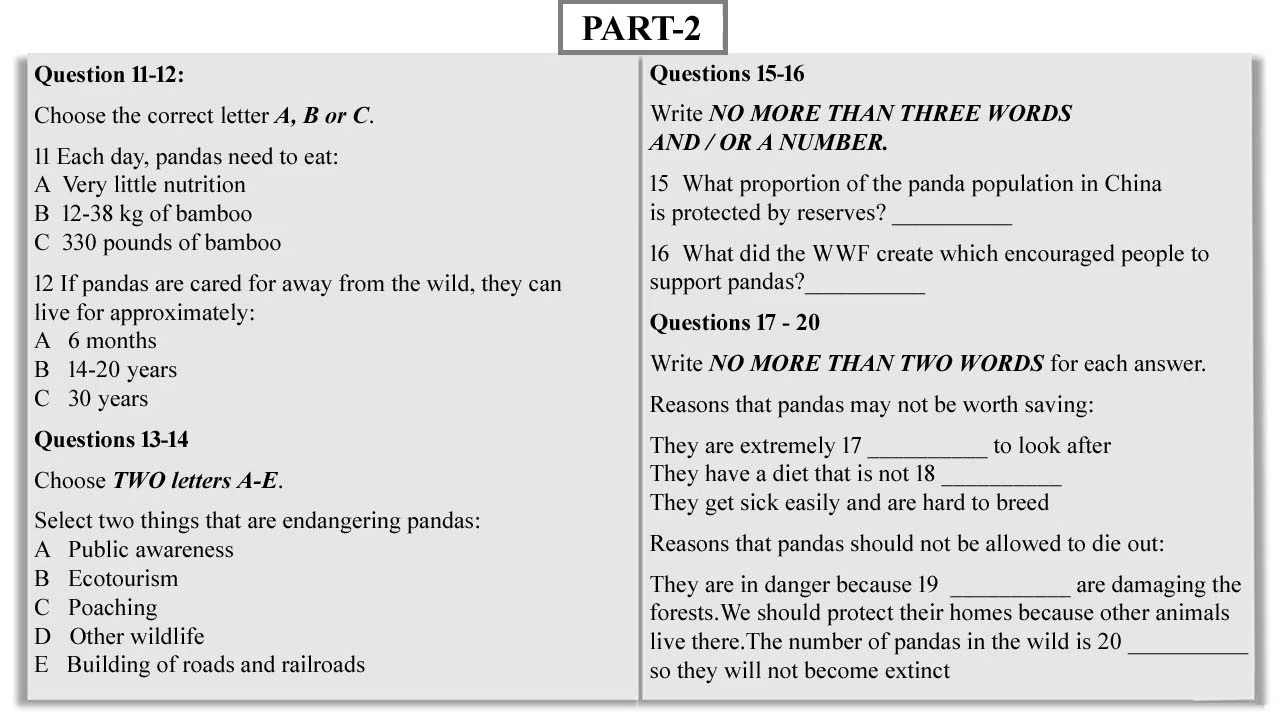 PART-2
Question 11-12:
Choose the correct letter A, B or C.
11 Each day, pandas need to eat:
A Very little nutrition
B 12-38 kg of bamboo
C 330 pounds of bamboo
12 If pandas are cared for away from the wild, they can
live for approximately:
A 6 months
B 14-20 years
C 30 years
Questions 13-14
Choose TWO letters A-E.
Select two things that are endangering pandas:
A Public awareness
B Ecotourism
C Poaching
D Other wildlife
E Building of roads and railroads
Questions 15-16
Write NO MORE THAN THREE WORDS
AND / OR A NUMBER.
15 What proportion of the panda population in China
is protected by reserves? __________
16 What did the WWF create which encouraged people to
support pandas?__________
Questions 17 - 20
Write NO MORE THAN TWO WORDS for each answer.
Reasons that pandas may not be worth saving:
They are extremely 17 __________ to look after
They have a diet that is not 18 __________
They get sick easily and are hard to breed
Reasons that pandas should not be allowed to die out:
They are in danger because 19 __________ are damaging the
forests.We should protect their homes because other animals
live there.The number of pandas in the wild is 20 __________
so they will not become extinct